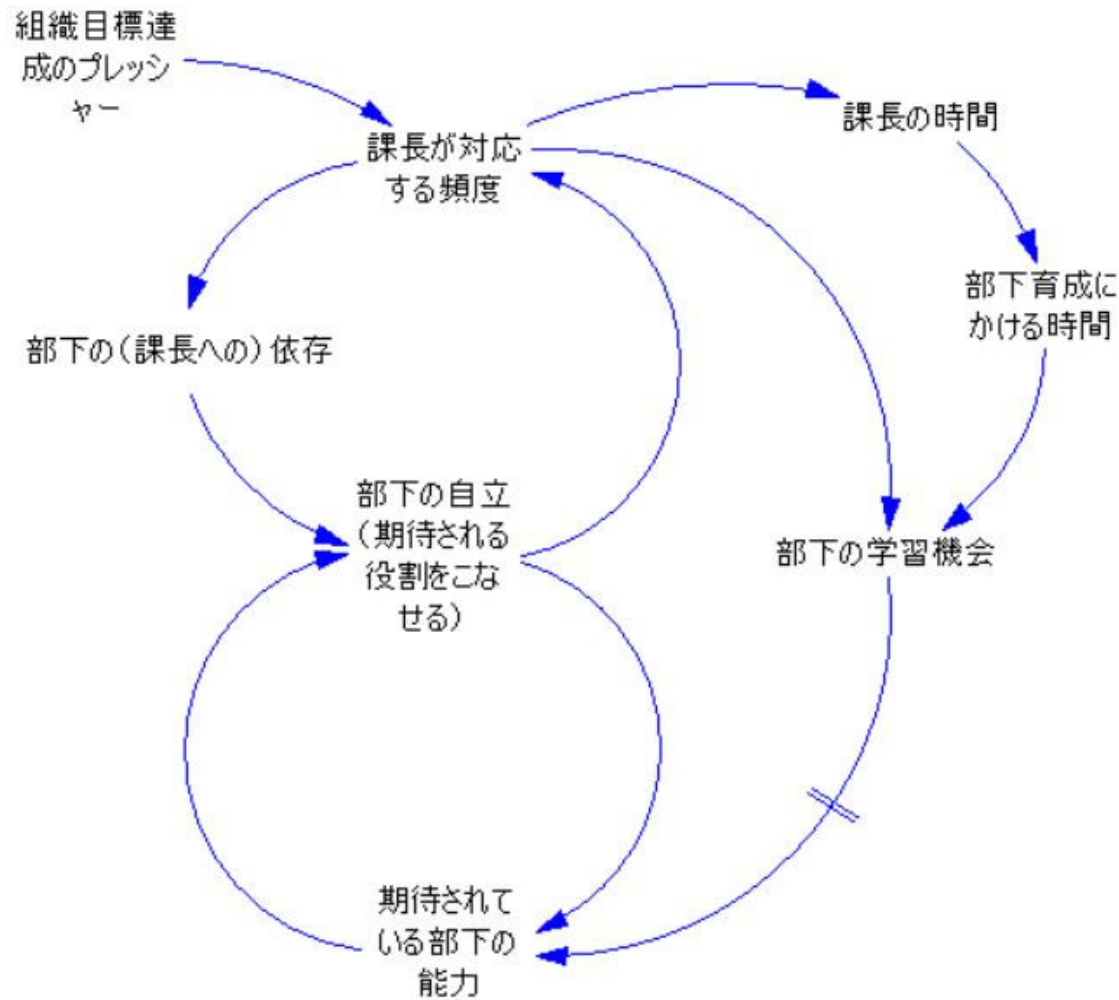 組織目標達
成のプレッシ
ャー
課長が対応
する頻度
課長の時間
部下育成に
かける時間
部下の(課長への)依存
部下の自立
(期待される
役割をこな
せる)
部下の学習機会
期待されて
いる部下の
能力